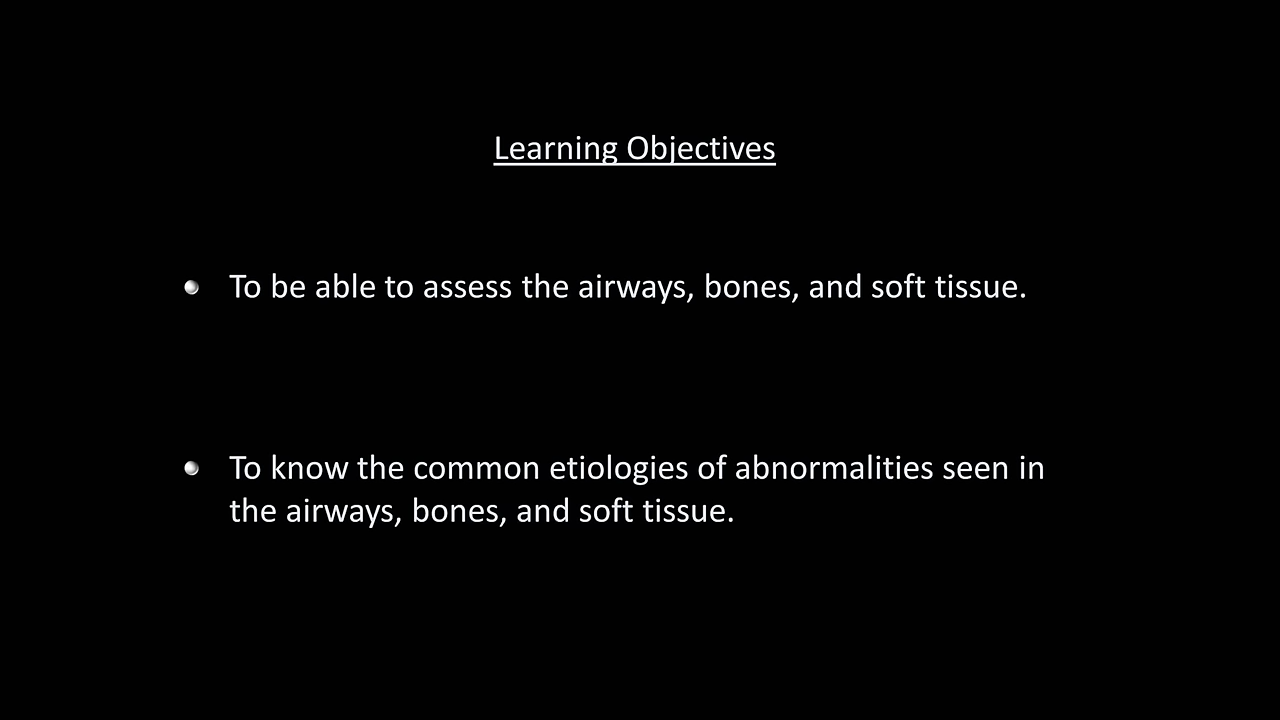 Learning Objectives
To be able to assess the airways, bones, and soft tissue.
To know the common etiologies of abnormalities seen in
the airways, bones, and soft tissue.